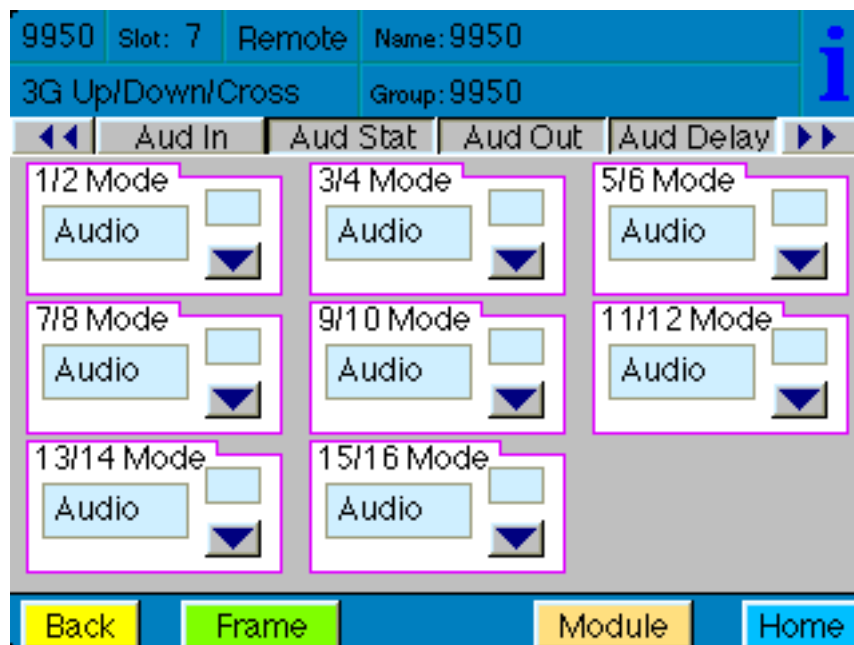 9950 Slot: 7 Remote Name: 9950
3G Up/Down/Cross Group: 9950
i
Aud In Aud Stat Aud Out Aud Delay
1/2 Mode 3/4 Mode 5/6 Mode
Audio Audio Audio
7/8 Mode 9/10 Mode 11/12 Mode
Audio Audio Audio
13/14 Mode 15/16 Mode
Audio Audio
Back Frame Module Home